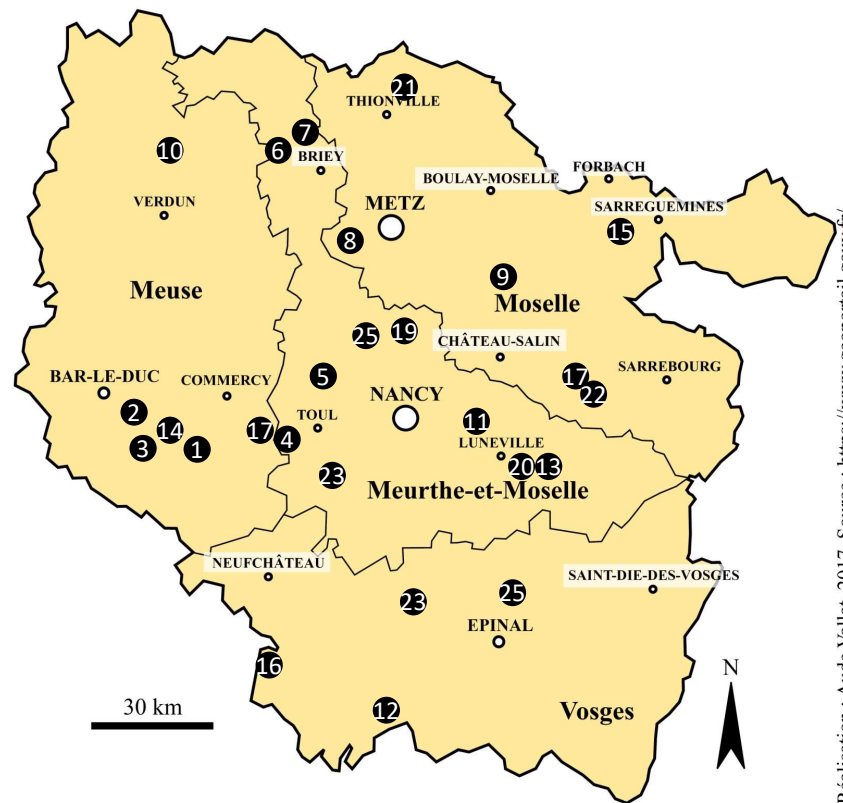 21
THIONVILLE
7
10
6
BRIEY
FORBACH
BOULAY-MOSELLE
VERDUN
METZ
SARREGUEMINES
15
8
9
Meuse
Moselle
25
19
CHÂTEAU-SALIN
5
17
SARREBOURG
BAR-LE-DUC
COMMERCY
22
NANCY
2
11
14
17
4
TOUL
3
1
LUNEVILLE
20
13
23
Meurthe-et-Moselle
NEUFCHÂTEAU
SAINT-DIE-DES-VOSGES
23
25
EPINAL
16
N
30 km
12
Vosges